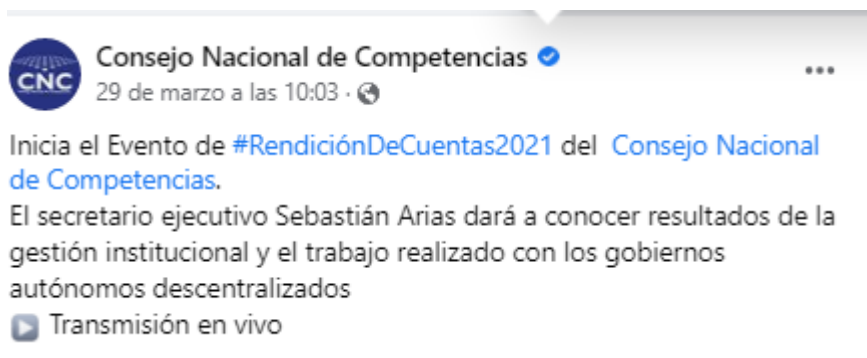 CNC
Consejo Nacional de Competencias
29 de marzo a las 10:03 ·
Inicia el Evento de #RendiciónDeCuentas2021 del Consejo Nacional
de Competencias.
El secretario ejecutivo Sebastián Arias dará a conocer resultados de la
gestión institucional y el trabajo realizado con los gobiernos
autónomos descentralizados
Transmisión en vivo